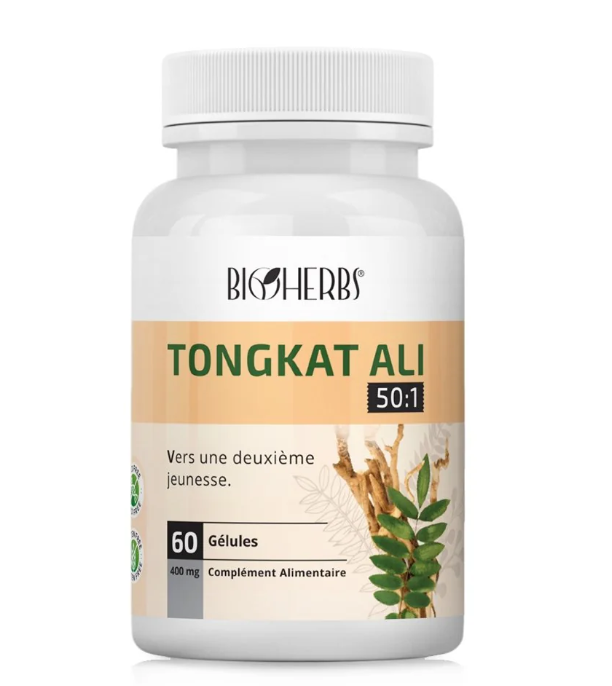 BIOHERBS®
TONGKAT ALI
50:1
Vers une deuxième
jeunesse.
60 Gélules
400 mg Complément Alimentaire